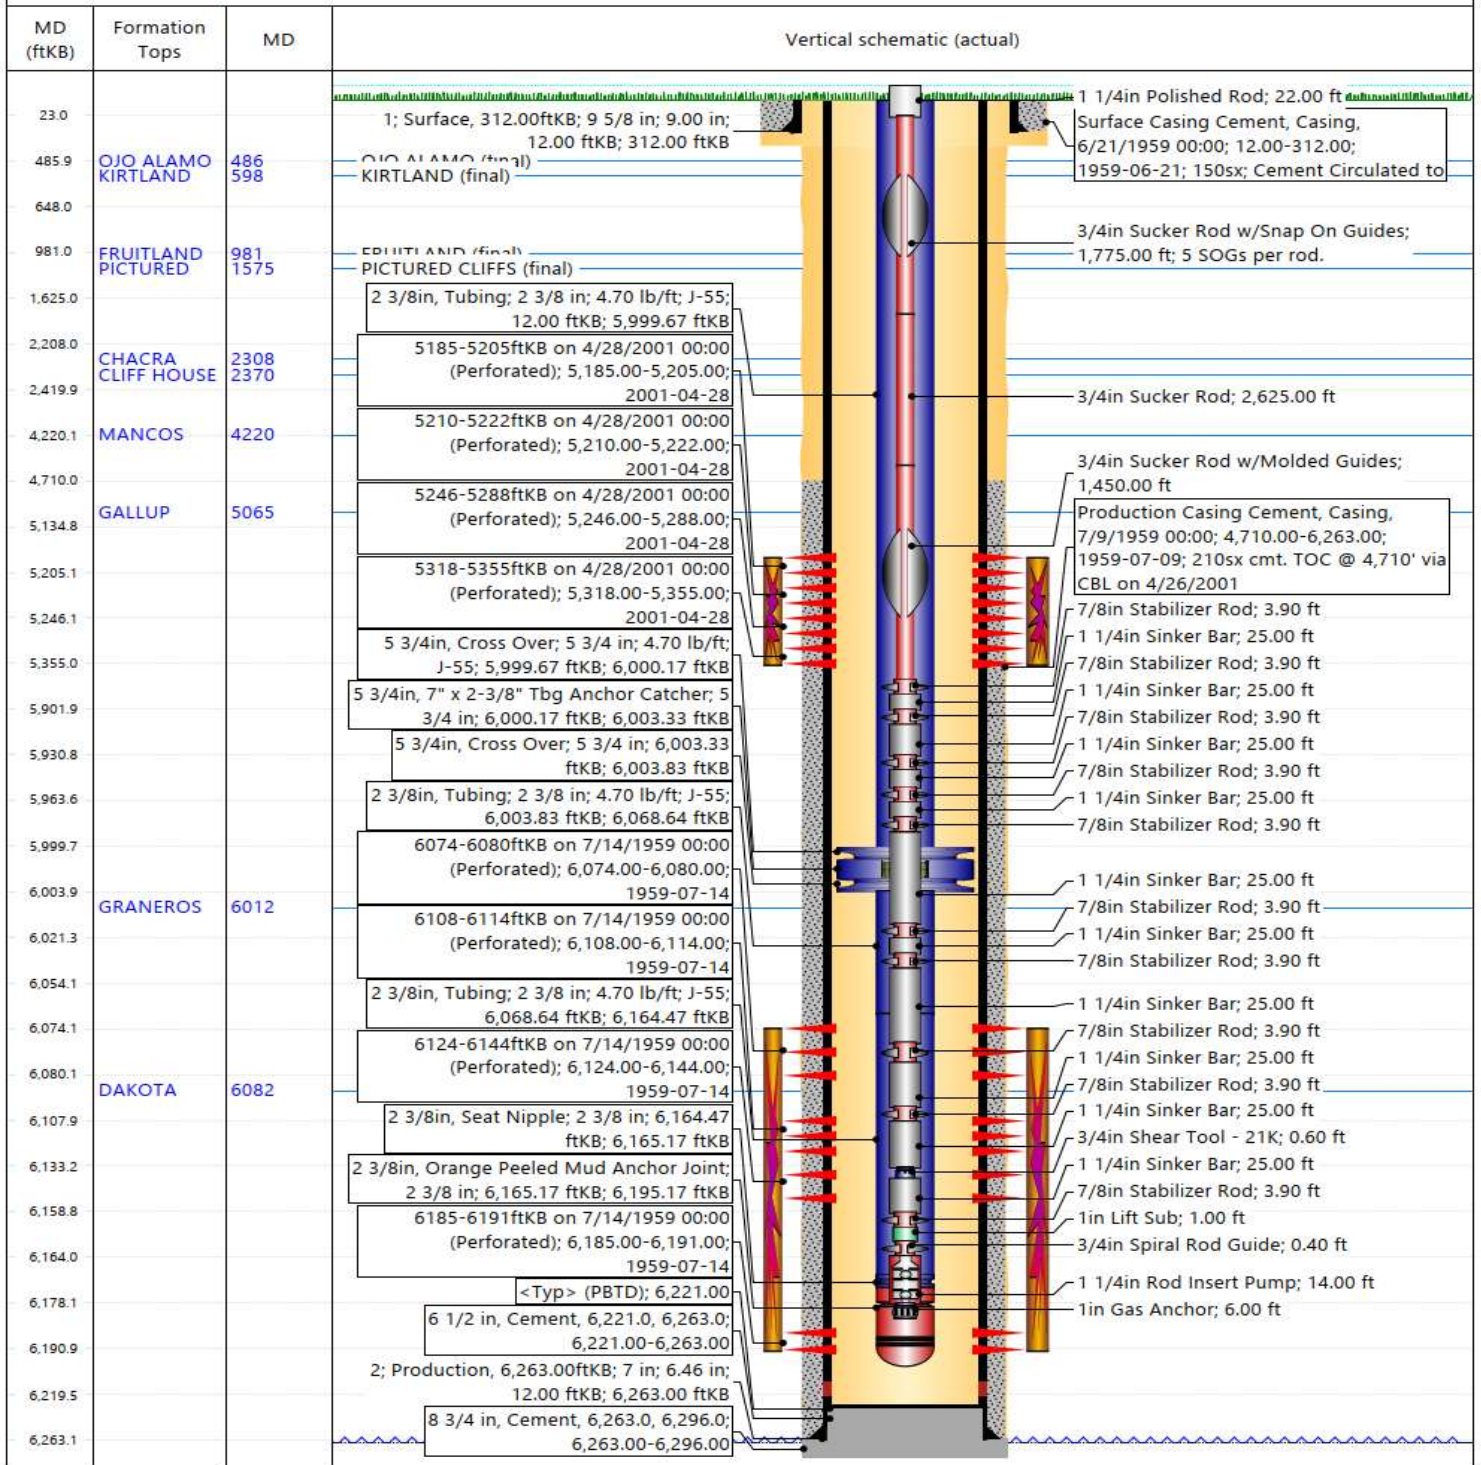 MD
(ftKB)
Formation
Tops
MD
Vertical schematic (actual)
23.0
485.9
648.0
981.0
1,625.0
2,208.0
2,419.9
4,220.1
4,710.0
5,134.8
5,205.1
5,246.1
5,355.0
5,901.9
5,930.8
5,963.6
5,999.7
6,003.9
6,021.3
6,054.1
6,074.1
6,080.1
6,107.9
6,133.2
6,158.8
6,164.0
6,178.1
6,190.9
6,219.5
6,263.1
OJO ALAMO 486
KIRTLAND 598
FRUITLAND 981
PICTURED 1575
CHACRA 2308
CLIFF HOUSE 2370
MANCOS 4220
GALLUP 5065
GRANEROS 6012
DAKOTA 6082
1; Surface, 312.00ftKB; 9 5/8 in; 9.00 in;
12.00 ftKB; 312.00 ftKB
OJO ALAMO (final)
KIRTLAND (final)
FRUITLAND (final)
PICTURED CLIFFS (final)
2 3/8in, Tubing; 2 3/8 in; 4.70 lb/ft; J-55;
12.00 ftKB; 5,999.67 ftKB
5185-5205ftKB on 4/28/2001 00:00
(Perforated); 5,185.00-5,205.00;
2001-04-28
5210-5222ftKB on 4/28/2001 00:00
(Perforated); 5,210.00-5,222.00;
2001-04-28
5246-5288ftKB on 4/28/2001 00:00
(Perforated); 5,246.00-5,288.00;
2001-04-28
5318-5355ftKB on 4/28/2001 00:00
(Perforated); 5,318.00-5,355.00;
2001-04-28
5 3/4in, Cross Over; 5 3/4 in; 4.70 lb/ft;
J-55; 5,999.67 ftKB; 6,000.17 ftKB
5 3/4in, 7" x 2-3/8" Tbg Anchor Catcher; 5
3/4 in; 6,000.17 ftKB; 6,003.33 ftKB
5 3/4in, Cross Over; 5 3/4 in; 6,003.33
ftKB; 6,003.83 ftKB
2 3/8in, Tubing; 2 3/8 in; 4.70 lb/ft; J-55;
6,003.83 ftKB; 6,068.64 ftKB
6074-6080ftKB on 7/14/1959 00:00
(Perforated); 6,074.00-6,080.00;
1959-07-14
6108-6114ftKB on 7/14/1959 00:00
(Perforated); 6,108.00-6,114.00;
1959-07-14
2 3/8in, Tubing; 2 3/8 in; 4.70 lb/ft; J-55;
6,068.64 ftKB; 6,164.47 ftKB
6124-6144ftKB on 7/14/1959 00:00
(Perforated); 6,124.00-6,144.00;
1959-07-14
2 3/8in, Seat Nipple; 2 3/8 in; 6,164.47
ftKB; 6,165.17 ftKB
2 3/8in, Orange Peeled Mud Anchor Joint;
2 3/8 in; 6,165.17 ftKB; 6,195.17 ftKB
6185-6191ftKB on 7/14/1959 00:00
(Perforated); 6,185.00-6,191.00;
1959-07-14
<Typ> (PBTD); 6,221.00
6 1/2 in, Cement, 6,221.0, 6,263.0;
6,221.00-6,263.00
2; Production, 6,263.00ftKB; 7 in; 6.46 in;
12.00 ftKB; 6,263.00 ftKB
8 3/4 in, Cement, 6,263.0, 6,296.0;
6,263.00-6,296.00
1 1/4in Polished Rod; 22.00 ft
Surface Casing Cement, Casing,
6/21/1959 00:00; 12.00-312.00;
1959-06-21; 150sx; Cement Circulated to
3/4in Sucker Rod w/Snap On Guides;
1,775.00 ft; 5 SOGs per rod.
3/4in Sucker Rod; 2,625.00 ft
3/4in Sucker Rod w/Molded Guides;
1,450.00 ft
Production Casing Cement, Casing,
7/9/1959 00:00; 4,710.00-6,263.00;
1959-07-09; 210sx cmt. TOC @ 4,710' via
CBL on 4/26/2001
7/8in Stabilizer Rod; 3.90 ft
1 1/4in Sinker Bar; 25.00 ft
7/8in Stabilizer Rod; 3.90 ft
1 1/4in Sinker Bar; 25.00 ft
7/8in Stabilizer Rod; 3.90 ft
1 1/4in Sinker Bar; 25.00 ft
7/8in Stabilizer Rod; 3.90 ft
1 1/4in Sinker Bar; 25.00 ft
7/8in Stabilizer Rod; 3.90 ft
1 1/4in Sinker Bar; 25.00 ft
7/8in Stabilizer Rod; 3.90 ft
1 1/4in Sinker Bar; 25.00 ft
7/8in Stabilizer Rod; 3.90 ft
1 1/4in Sinker Bar; 25.00 ft
7/8in Stabilizer Rod; 3.90 ft
1 1/4in Sinker Bar; 25.00 ft
7/8in Stabilizer Rod; 3.90 ft
1 1/4in Sinker Bar; 25.00 ft
3/4in Shear Tool - 21K; 0.60 ft
1 1/4in Sinker Bar; 25.00 ft
7/8in Stabilizer Rod; 3.90 ft
1in Lift Sub; 1.00 ft
3/4in Spiral Rod Guide; 0.40 ft
1 1/4in Rod Insert Pump; 14.00 ft
1in Gas Anchor; 6.00 ft